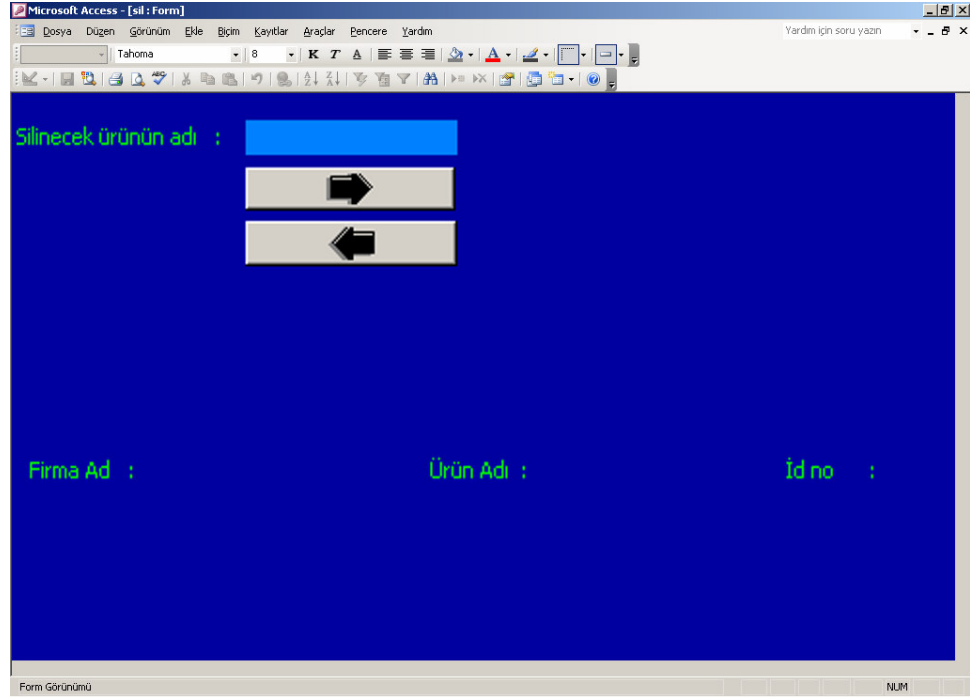 Microsoft Access - [sil : Form]
Dosya Düzen Görünüm Ekle Biçim Kayıtlar Araçlar Pencere Yardım Yardım için soru yazın
Tahoma 8 K T A A
Silinecek ürünün adı :
Firma Ad : Ürün Adı : İd no :
Form Görünümü NUM